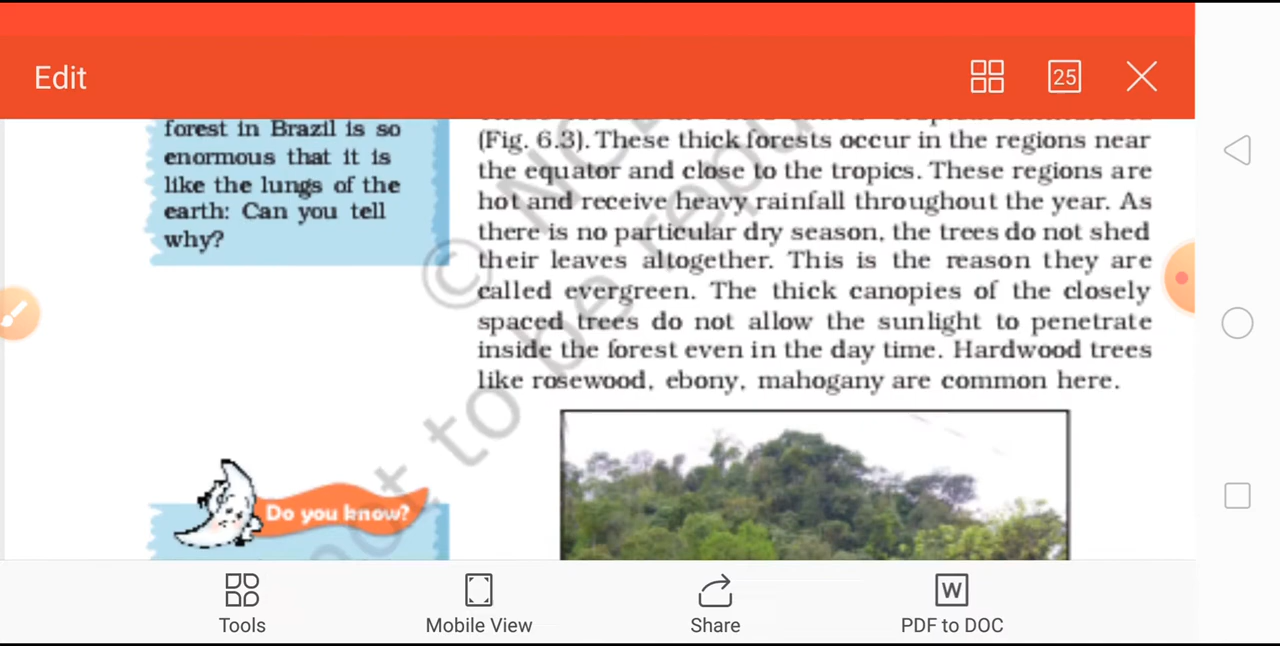 Edit
25
forest in Brazil is so
enormous that it is
like the lungs of the
earth: Can you tell
why?
(Fig. 6.3). These thick forests occur in the regions near
the equator and close to the tropics. These regions are
hot and receive heavy rainfall throughout the year. As
there is no particular dry season, the trees do not shed
their leaves altogether. This is the reason they are
called evergreen. The thick canopies of the closely
spaced trees do not allow the sunlight to penetrate
inside the forest even in the day time. Hardwood trees
like rosewood, ebony, mahogany are common here.
Do you know?
© N
not to be repu
Tools
Mobile View
Share
W
PDF to DOC